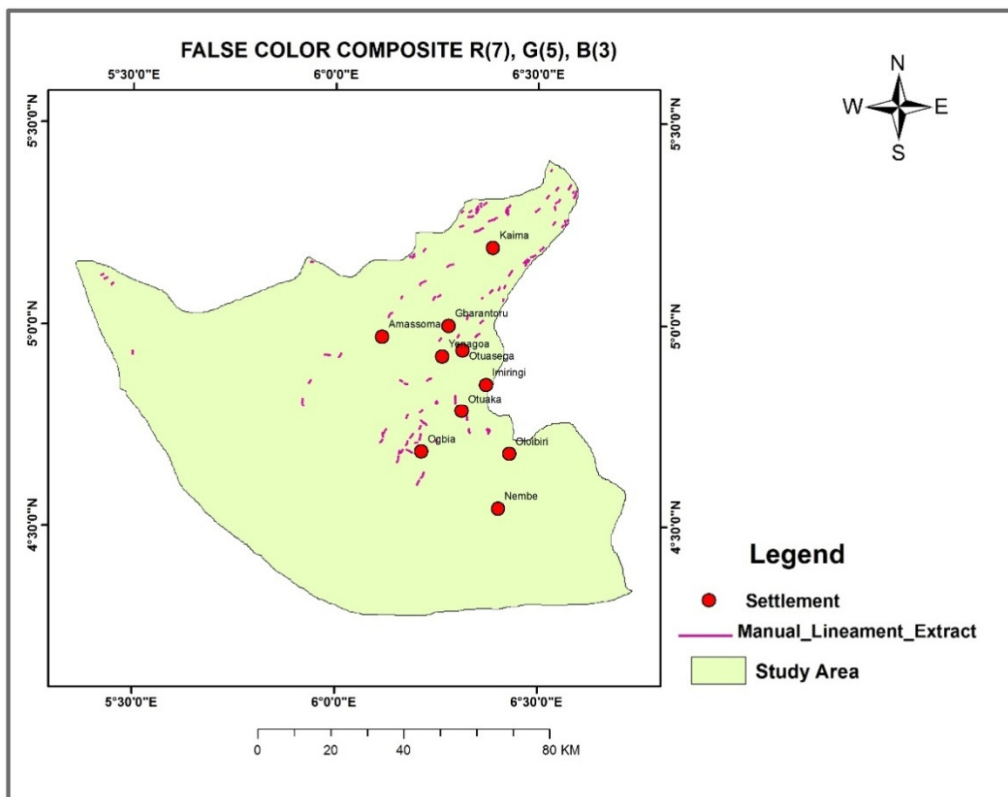 FALSE COLOR COMPOSITE R(7), G(5), B(3)
5°30'0"E 6°0'0"E 6°30'0"E
N
W E
S
5°30'0"N 5°30'0"N
Kaima
5°0'0"N 5°0'0"N
Gbarantoru
Amassoma
Yenagoa
Otuasega
Imiringi
Otuaka
Ogbia
Oloibiri
Nembe
4°30'0"N 4°30'0"N
Legend
Settlement
Manual_Lineament_Extract
Study Area
5°30'0"E 6°0'0"E 6°30'0"E
0 20 40 80 KM